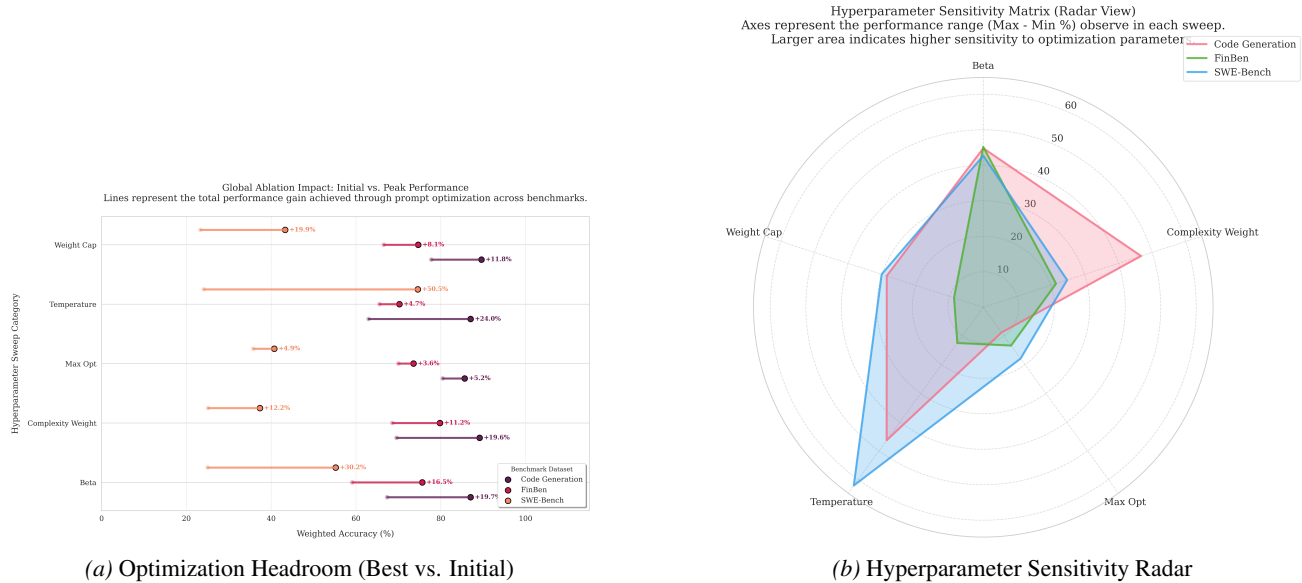 Global Ablation Impact: Initial vs. Peak Performance
Lines represent the total performance gain achieved through prompt optimization across benchmarks.
Hyperparameter Sweep Category
Weight Cap
Temperature
Max Opt
Complexity Weight
Beta
+19.9%
+8.1%
+11.8%
+50.5%
+4.7%
+24.0%
+4.9%
+3.6%
+5.2%
+12.2%
+11.2%
+19.6%
+30.2%
+16.5%
+19.7%
Benchmark Dataset
Code Generation
FinBen
SWE-Bench
0 20 40 60 80 100
Weighted Accuracy (%)
(a) Optimization Headroom (Best vs. Initial)
Hyperparameter Sensitivity Matrix (Radar View)
Axes represent the performance range (Max - Min %) observe in each sweep.
Larger area indicates higher sensitivity to optimization parameters
Code Generation
FinBen
SWE-Bench
Beta
60
50
40
30
20
10
Weight Cap
Complexity Weight
Temperature
Max Opt
(b) Hyperparameter Sensitivity Radar